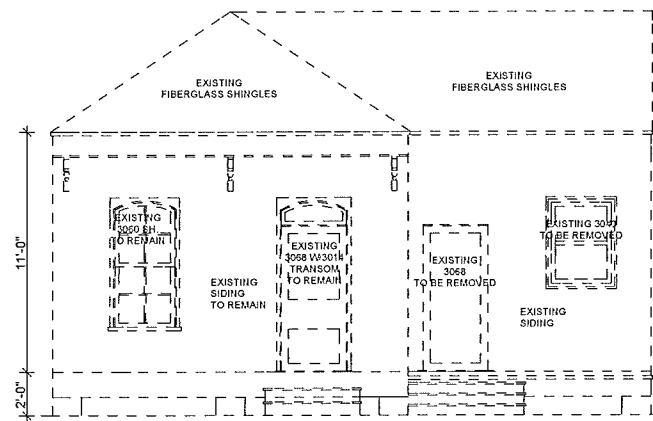 EXISTING
FIBERGLASS SHINGLES
EXISTING
FIBERGLASS SHINGLES
11'-0"
EXISTING
3060 SH.
TO REMAIN
EXISTING
SIDING
TO REMAIN
EXISTING
3068 W/3014
TRANSOM
TO REMAIN
EXISTING
3068
TO BE REMOVED
EXISTING
TO BE REMOVED
EXISTING
SIDING
2'-0"